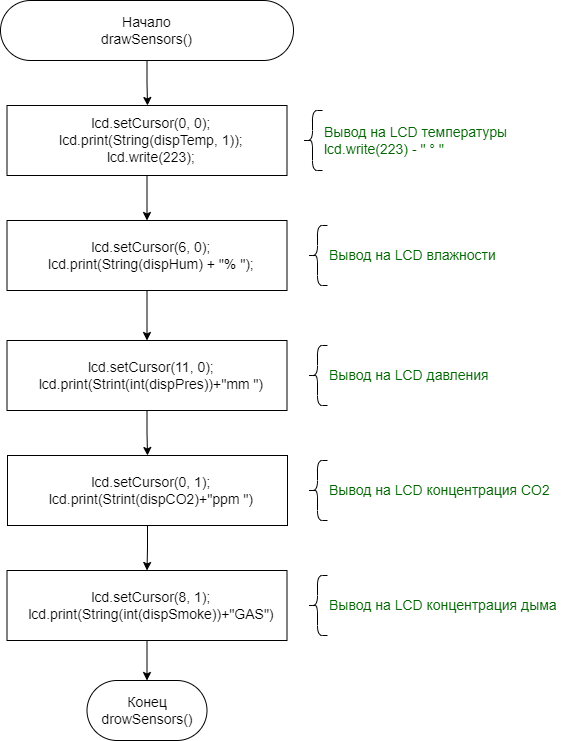 Начало
drawSensors()
lcd.setCursor(0, 0);
lcd.print(String(dispTemp, 1));
lcd.write(223);
Вывод на LCD температуры
lcd.write(223) - " ° "
lcd.setCursor(6, 0);
lcd.print(String(dispHum) + "% ");
Вывод на LCD влажности
lcd.setCursor(11, 0);
lcd.print(Strint(int(dispPres))+"mm ")
Вывод на LCD давления
lcd.setCursor(0, 1);
lcd.print(Strint(dispCO2)+"ppm ")
Вывод на LCD концентрация CO2
lcd.setCursor(8, 1);
lcd.print(String(int(dispSmoke))+"GAS")
Вывод на LCD концентрация дыма
Конец
drowSensors()